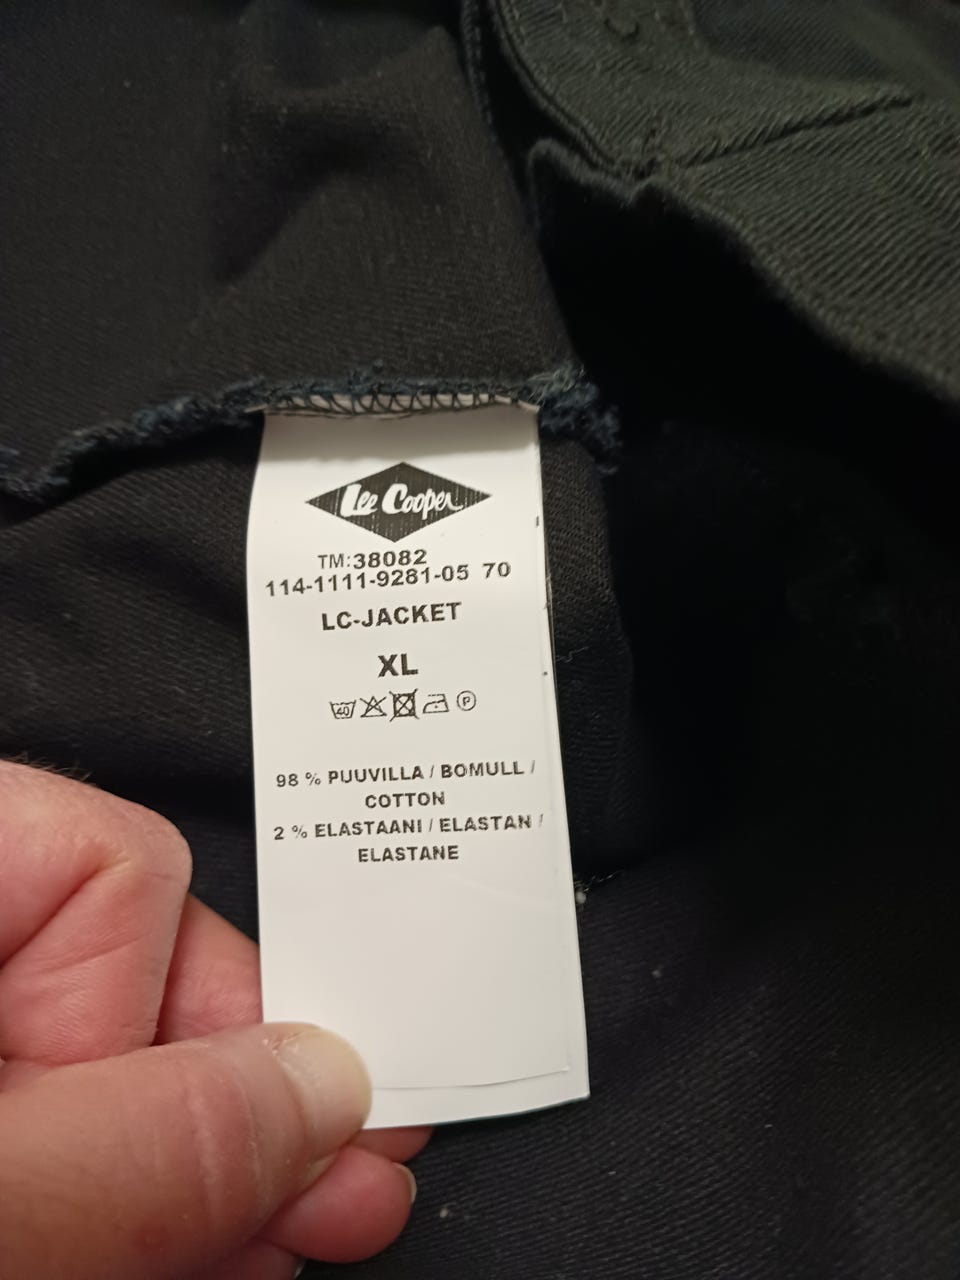 Lee Cooper
TM:38082
114-1111-9281-05 70
LC-JACKET
XL
40
P
98 % PUUVILLA / BOMULL /
COTTON
2 % ELASTAANI / ELASTAN /
ELASTANE